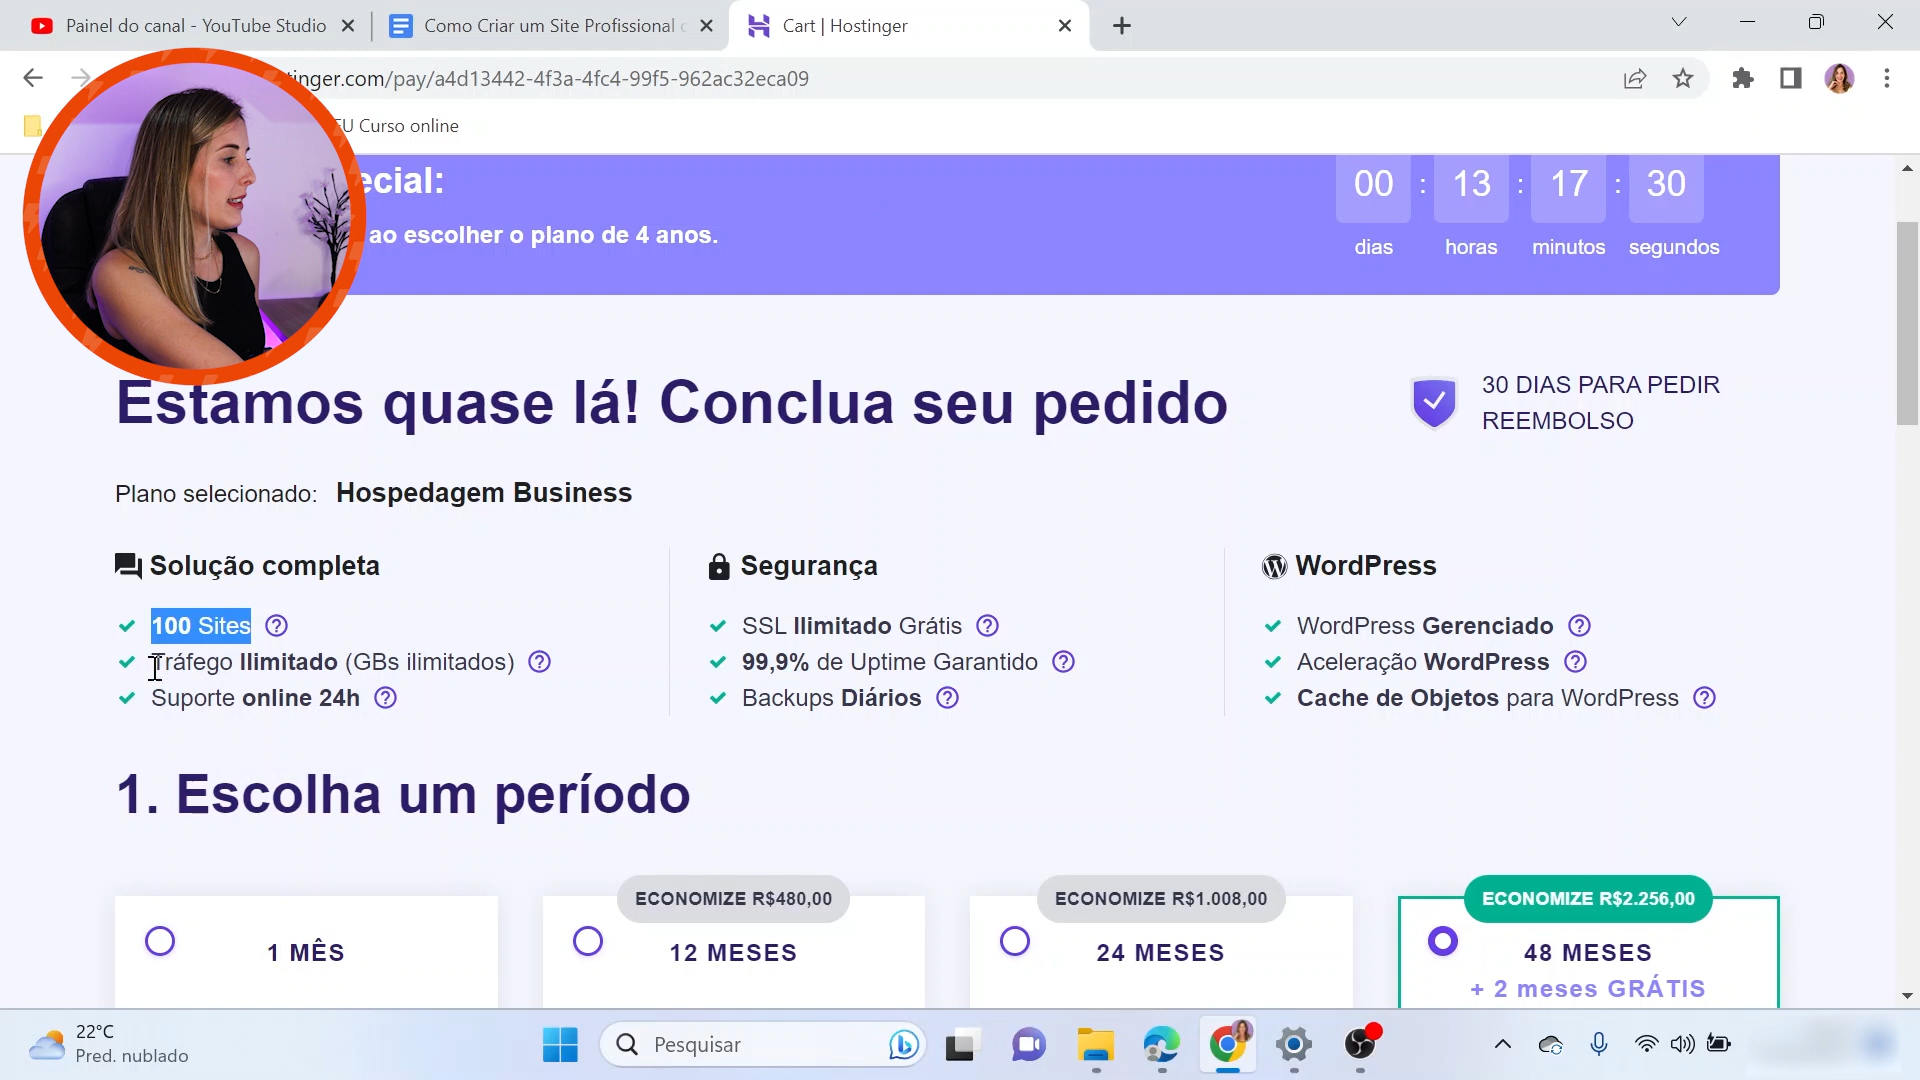 Painel do canal - YouTube Studio
Como Criar um Site Profissional
Cart | Hostinger
tinger.com/pay/a4d13442-4f3a-4fc4-99f5-962ac32eca09
EU Curso online
ecial:
ao escolher o plano de 4 anos.
00 : 13 : 17 : 30
dias horas minutos segundos
Estamos quase lá! Conclua seu pedido
30 DIAS PARA PEDIR
REEMBOLSO
Plano selecionado: Hospedagem Business
Solução completa
100 Sites
Tráfego Ilimitado (GBs ilimitados)
Suporte online 24h
Segurança
SSL Ilimitado Grátis
99,9% de Uptime Garantido
Backups Diários
WordPress
WordPress Gerenciado
Aceleração WordPress
Cache de Objetos para WordPress
1. Escolha um período
1 MÊS
ECONOMIZE R$480,00
12 MESES
ECONOMIZE R$1.008,00
24 MESES
ECONOMIZE R$2.256,00
48 MESES
+ 2 meses GRÁTIS
22°C
Pred. nublado
Pesquisar